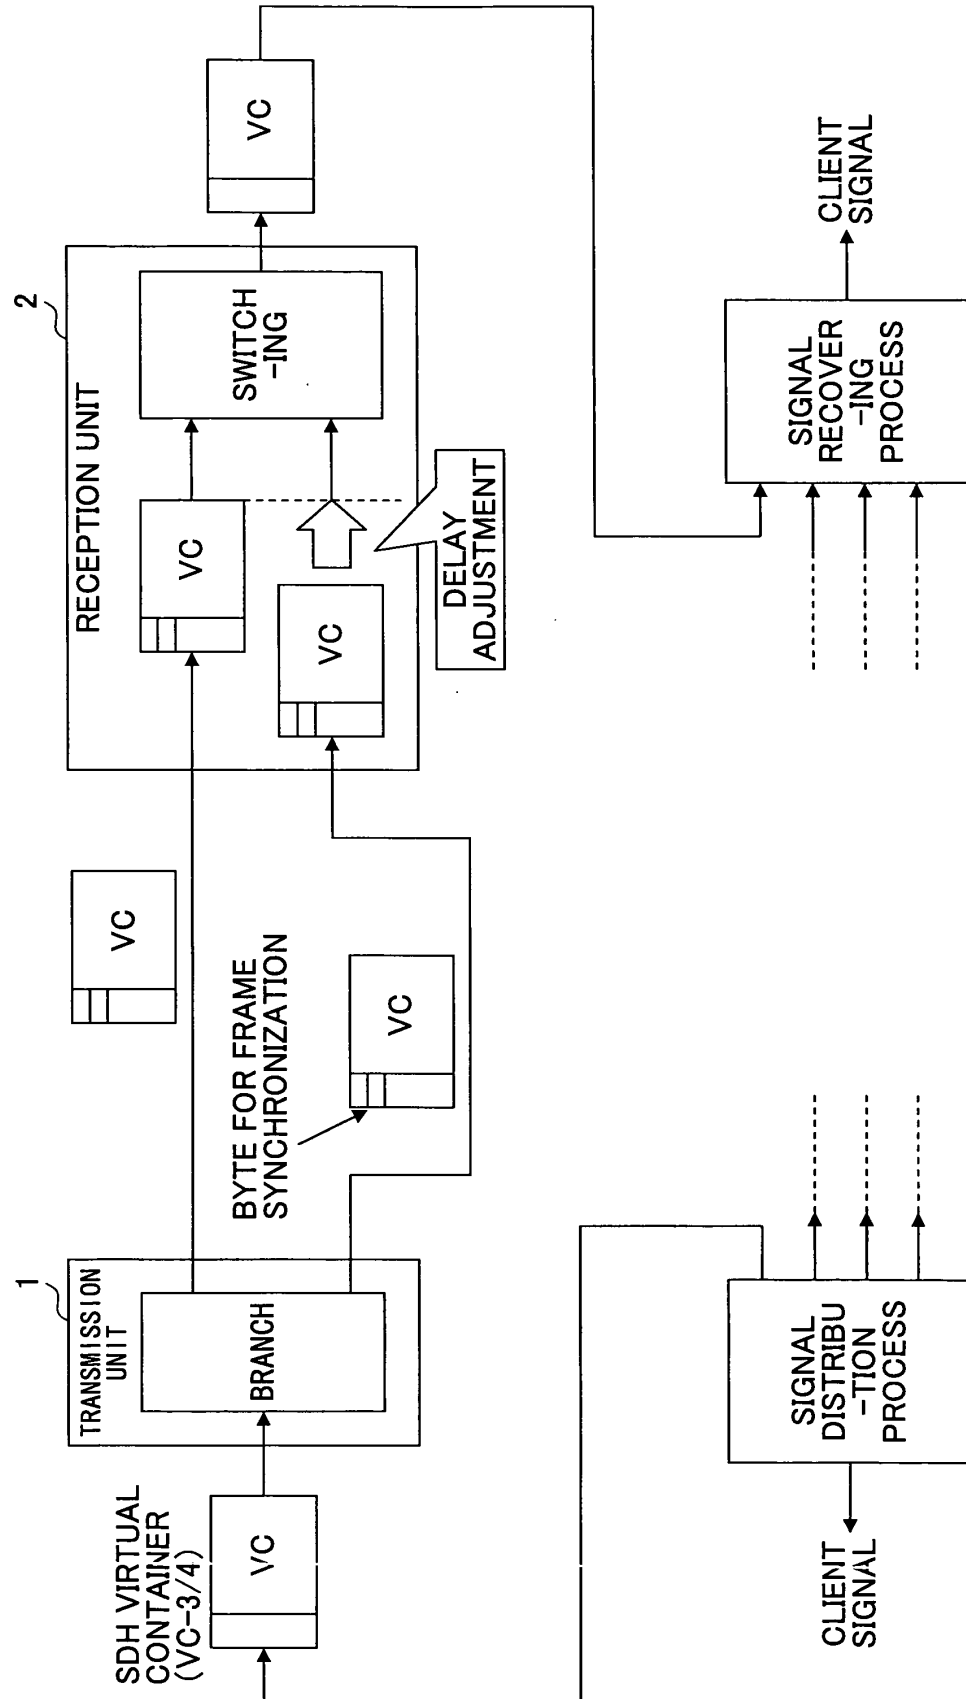 SDH VIRTUAL
CONTAINER
(VC-3/4)
VC
1
TRANSMISSION
UNIT
BRANCH
VC
BYTE FOR FRAME
SYNCHRONIZATION
VC
2
RECEPTION UNIT
VC
VC
DELAY
ADJUSTMENT
SWITCH
-ING
VC
CLIENT
SIGNAL
SIGNAL
DISTRIBU
-TION
PROCESS
SIGNAL
RECOVER
-ING
PROCESS
CLIENT
SIGNAL